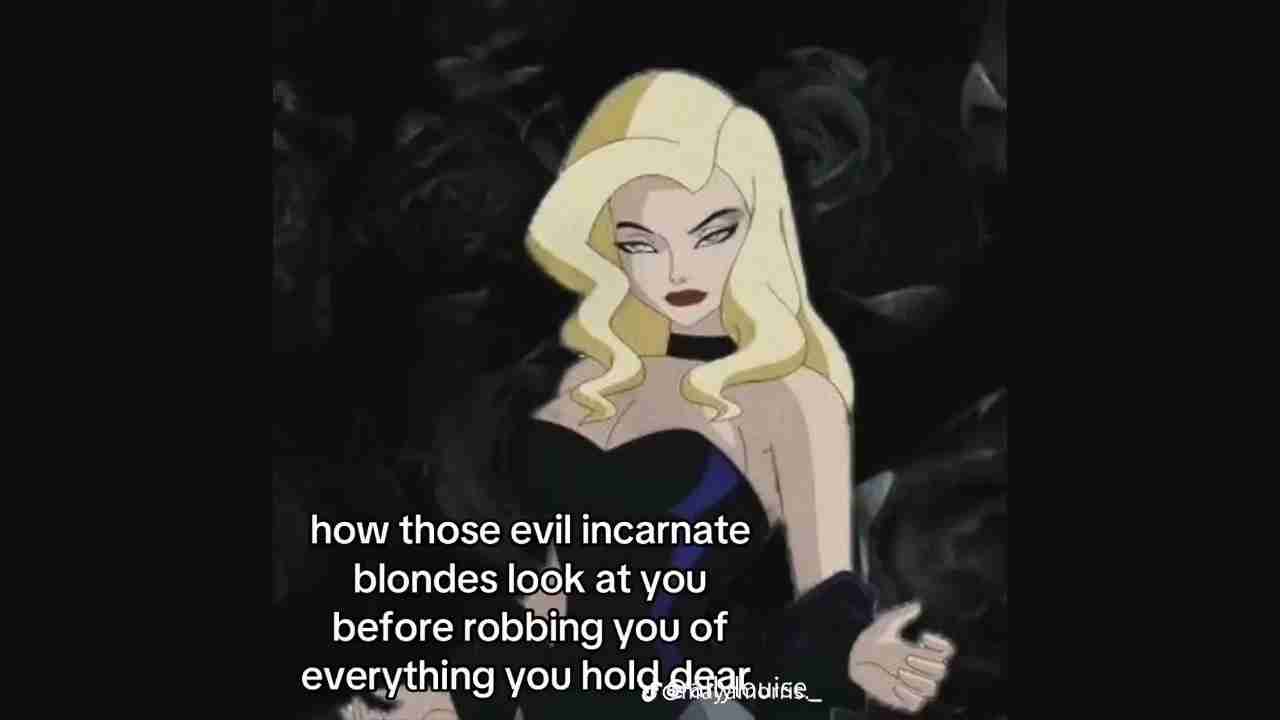 how those evil incarnate
blondes look at you
before robbing you of
everything you hold dear